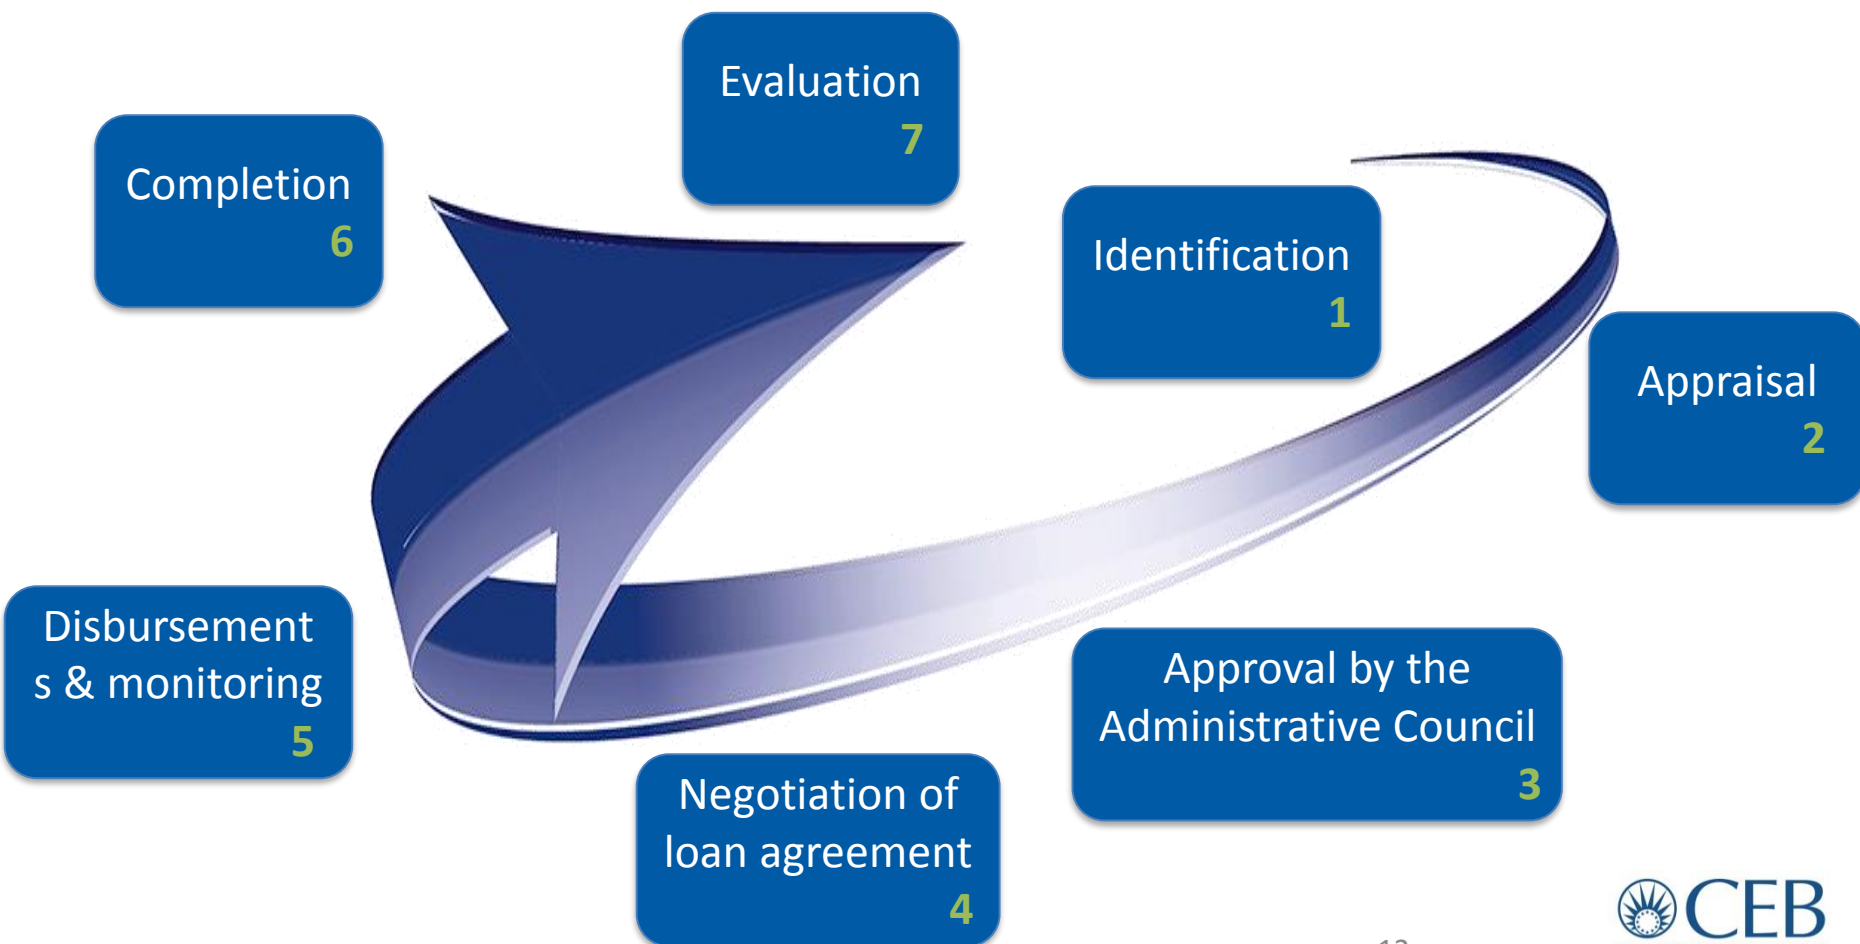 Evaluation
7
Completion
6
Identification
1
Appraisal
2
Disbursement
s & monitoring
5
Approval by the
Administrative Council
3
Negotiation of
loan agreement
4
CEB